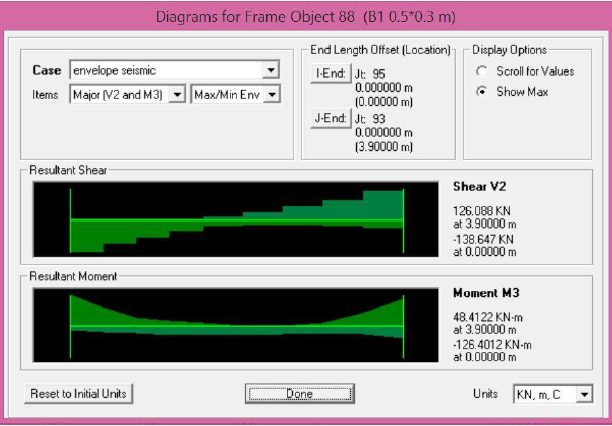 Diagrams for Frame Object 88 (B1 0.5*0.3 m)
Case envelope seismic
Items Major (V2 and M3) Max/Min Env
End Length Offset (Location)
I-End: Jt: 95
0.000000 m
(0.00000 m)
J-End: Jt: 93
0.000000 m
(3.90000 m)
Display Options
Scroll for Values
Show Max
Resultant Shear
Shear V2
126.088 KN
at 3.90000 m
-138.647 KN
at 0.00000 m
Resultant Moment
Moment M3
48.4122 KN-m
at 3.90000 m
-126.4012 KN-m
at 0.00000 m
Reset to Initial Units
Done
Units KN, m, C